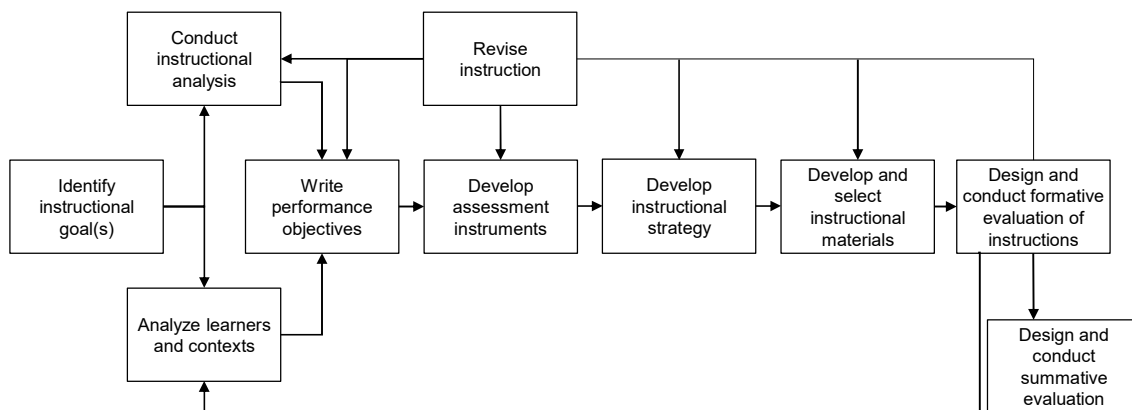 Conduct
instructional
analysis
Revise
instruction
Identify
instructional
goal(s)
Write
performance
objectives
Develop
assessment
instruments
Develop
instructional
strategy
Develop and
select
instructional
materials
Design and
conduct formative
evaluation of
instructions
Analyze learners
and contexts
Design and
conduct
summative
evaluation